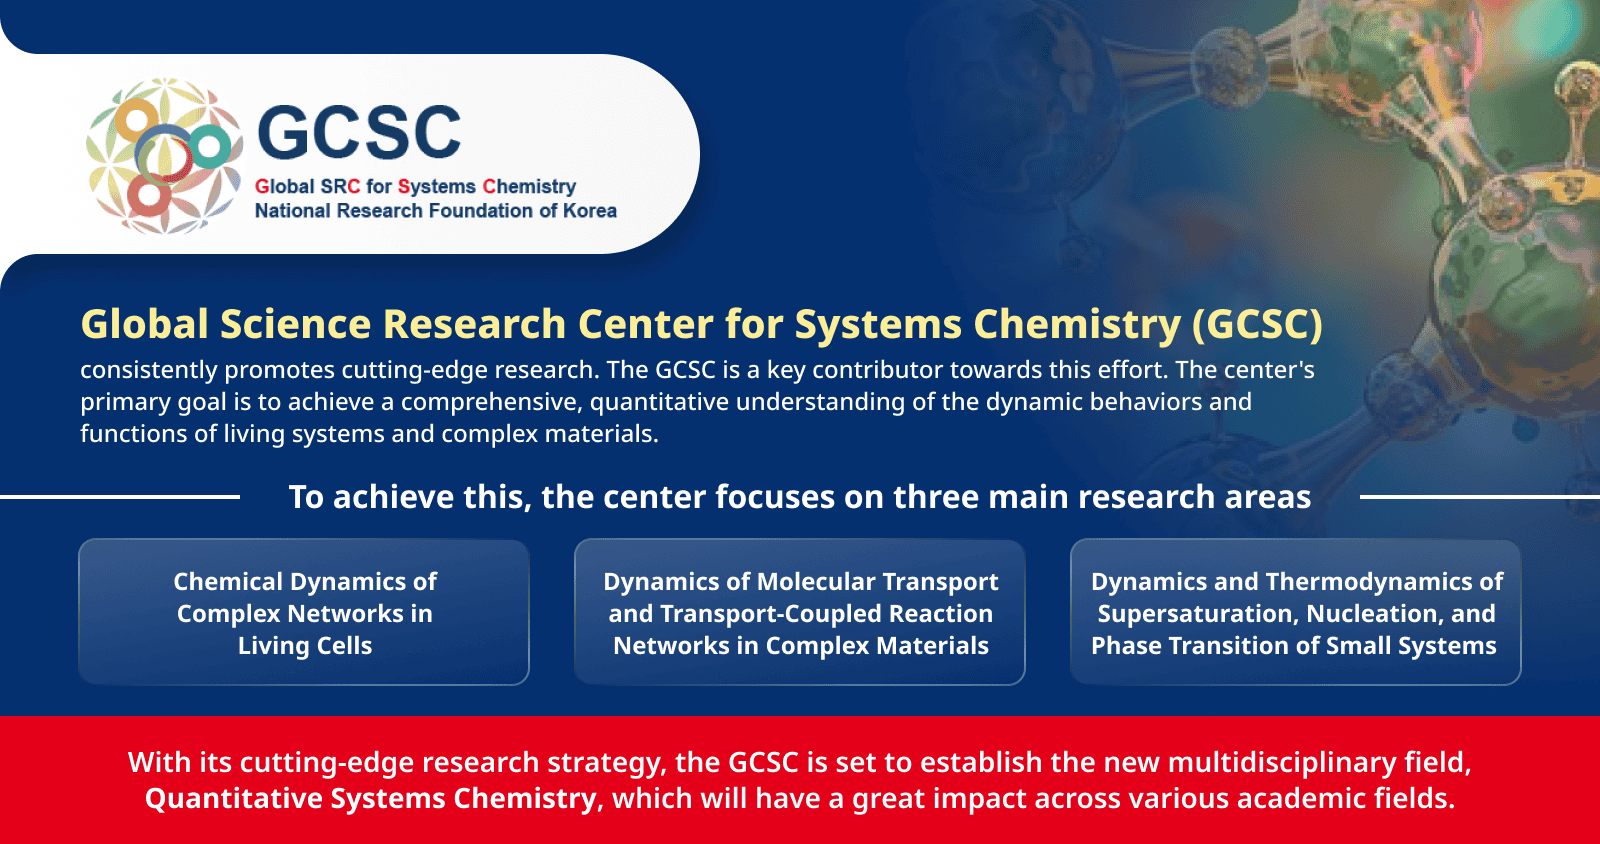 GCSC
Global SRC for Systems Chemistry
National Research Foundation of Korea
Global Science Research Center for Systems Chemistry (GCSC)
consistently promotes cutting-edge research. The GCSC is a key contributor towards this effort. The center's
primary goal is to achieve a comprehensive, quantitative understanding of the dynamic behaviors and
functions of living systems and complex materials.
To achieve this, the center focuses on three main research areas
Chemical Dynamics of
Complex Networks in
Living Cells
Dynamics of Molecular Transport
and Transport-Coupled Reaction
Networks in Complex Materials
Dynamics and Thermodynamics of
Supersaturation, Nucleation, and
Phase Transition of Small Systems
With its cutting-edge research strategy, the GCSC is set to establish the new multidisciplinary field,
Quantitative Systems Chemistry, which will have a great impact across various academic fields.